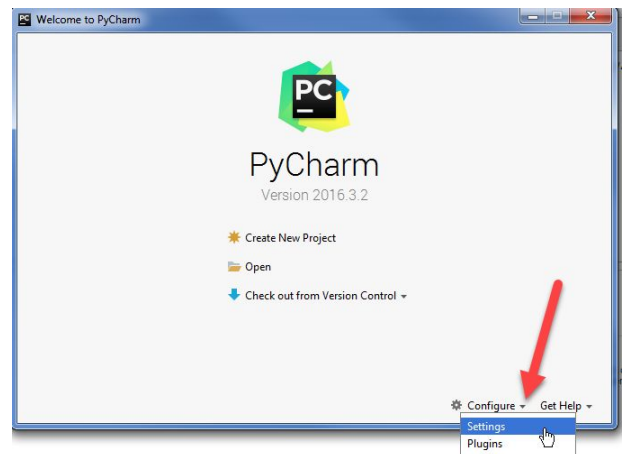 PC Welcome to PyCharm
PC
PyCharm
Version 2016.3.2
Create New Project
Open
Check out from Version Control
Configure Get Help
Settings
Plugins